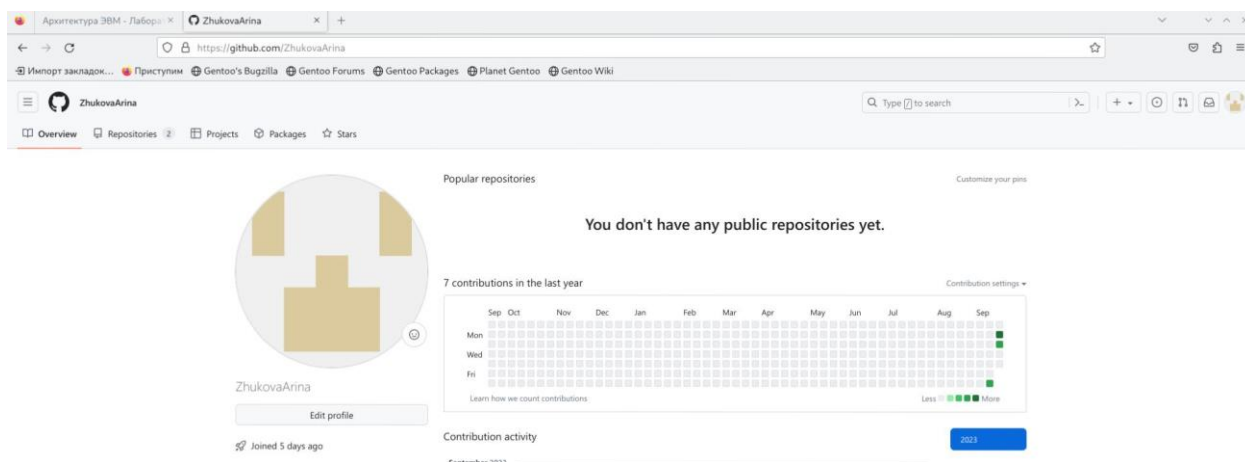 Архитектура ЭВМ - Лабора
ZhukovaArina
https://github.com/ZhukovaArina
Импорт закладок... Приступим Gentoo's Bugzilla Gentoo Forums Gentoo Packages Planet Gentoo Gentoo Wiki
ZhukovaArina
Type / to search
Overview Repositories 2 Projects Packages Stars
Popular repositories
Customize your pins
You don't have any public repositories yet.
7 contributions in the last year
Contribution settings
Sep Oct Nov Dec Jan Feb Mar Apr May Jun Jul Aug Sep
Mon
Wed
Fri
Learn how we count contributions
Less More
ZhukovaArina
Edit profile
Joined 5 days ago
Contribution activity
2023